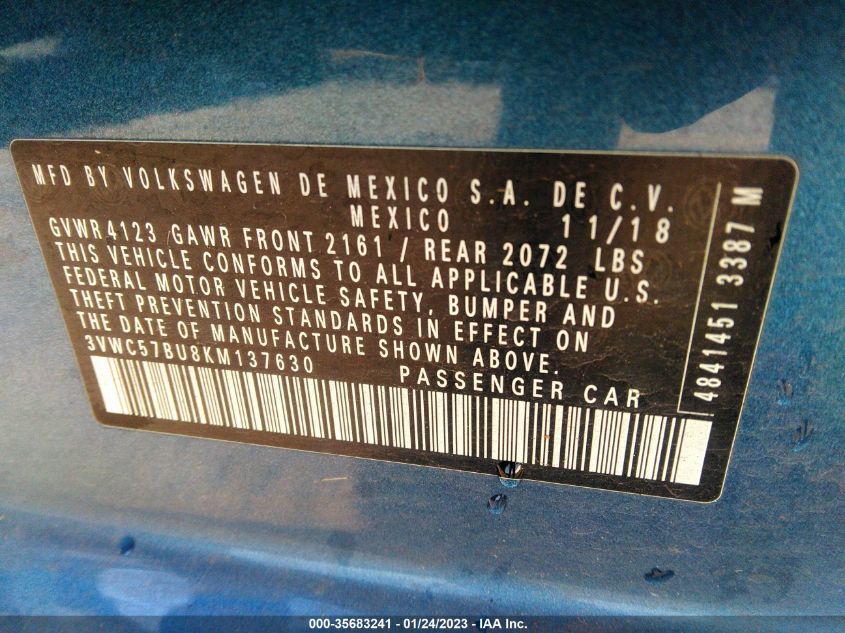 MFD BY VOLKSWAGEN DE MEXICO S.A. DE C.V.
MEXICO 11/18
GVWR 4123 GAWR FRONT 2161 / REAR 2072 LBS
THIS VEHICLE CONFORMS TO ALL APPLICABLE U.S.
FEDERAL MOTOR VEHICLE SAFETY, BUMPER AND
THEFT PREVENTION STANDARDS IN EFFECT ON
THE DATE OF MANUFACTURE SHOWN ABOVE.
3VWC57BU8KM137630 PASSENGER CAR
4841451 3387 M
000-35683241 - 01/24/2023 - IAA Inc.